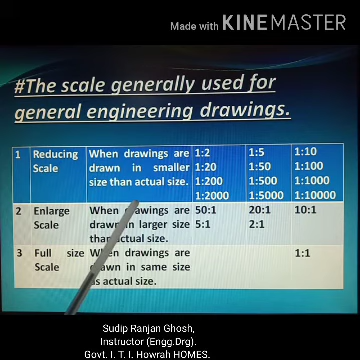 Made with KINEMASTER
#The scale generally used for
general engineering drawings.
1 Reducing Scale When drawings are drawn in smaller size than actual size. 1:2 1:5 1:10
1:20 1:50 1:100
1:200 1:500 1:1000
1:2000 1:5000 1:10000
2 Enlarge Scale When drawings are drawn in larger size than actual size. 50:1 20:1 10:1
5:1 2:1
3 Full size Scale When drawings are drawn in same size as actual size. 1:1
Sudip Ranjan Ghosh,
Instructor (Engg.Drg).
Govt. I. T. I. Howrah HOMES.